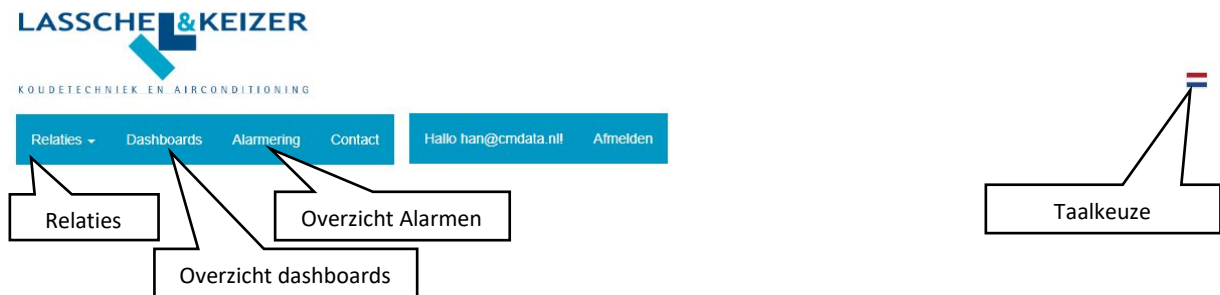 LASSCHE & KEIZER
KOUDETECHNIEK EN AIRCONDITIONING
Relaties Dashboards Alarmering Contact Hallo han@cmdata.nl! Afmelden
Relaties
Overzicht Alarmen
Taalkeuze
Overzicht dashboards